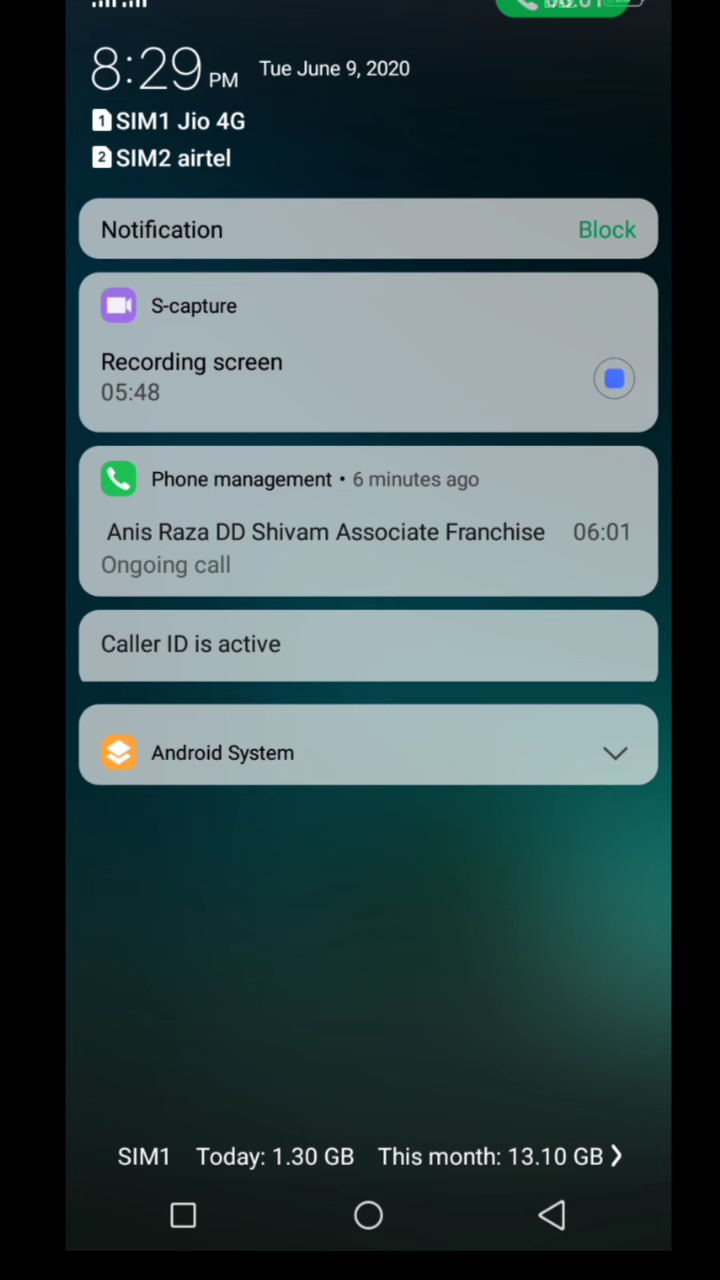 8:29 PM Tue June 9, 2020
1 SIM1 Jio 4G
2 SIM2 airtel
Notification Block
S-capture
Recording screen
05:48
Phone management • 6 minutes ago
Anis Raza DD Shivam Associate Franchise 06:01
Ongoing call
Caller ID is active
Android System
SIM1 Today: 1.30 GB This month: 13.10 GB